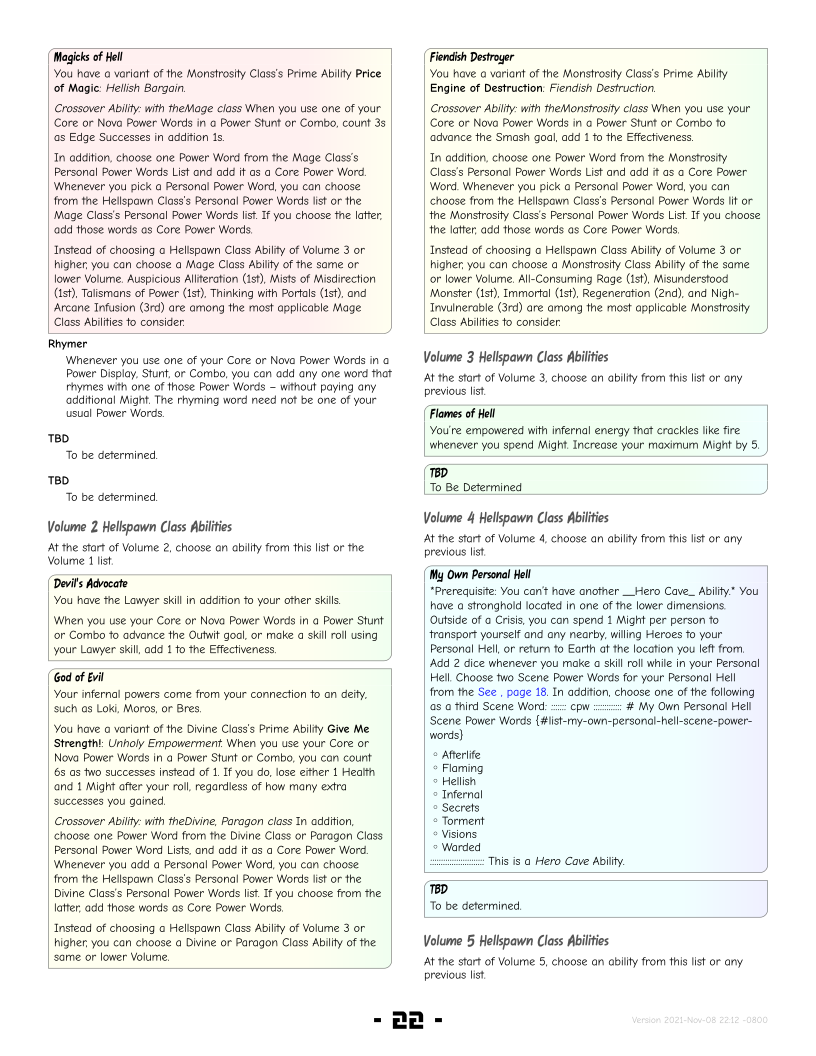 Magicks of Hell
You have a variant of the Monstrosity Class's Prime Ability Price
of Magic: Hellish Bargain.
Crossover Ability: with theMage class When you use one of your
Core or Nova Power Words in a Power Stunt or Combo, count 3s
as Edge Successes in addition 1s.
In addition, choose one Power Word from the Mage Class's
Personal Power Words List and add it as a Core Power Word.
Whenever you pick a Personal Power Word, you can choose
from the Hellspawn Class's Personal Power Words list or the
Mage Class's Personal Power Words list. If you choose the latter,
add those words as Core Power Words.
Instead of choosing a Hellspawn Class Ability of Volume 3 or
higher, you can choose a Mage Class Ability of the same or
lower Volume. Auspicious Alliteration (1st), Mists of Misdirection
(1st), Talismans of Power (1st), Thinking with Portals (1st), and
Arcane Infusion (3rd) are among the most applicable Mage
Class Abilities to consider.
Rhymer
Whenever you use one of your Core or Nova Power Words in a
Power Display, Stunt, or Combo, you can add any one word that
rhymes with one of those Power Words – without paying any
additional Might. The rhyming word need not be one of your
usual Power Words.
TBD
To be determined.
TBD
To be determined.
Volume 2 Hellspawn Class Abilities
At the start of Volume 2, choose an ability from this list or the
Volume 1 list.
Devil's Advocate
You have the Lawyer skill in addition to your other skills.
When you use your Core or Nova Power Words in a Power Stunt
or Combo to advance the Outwit goal, or make a skill roll using
your Lawyer skill, add 1 to the Effectiveness.
God of Evil
Your infernal powers come from your connection to an deity,
such as Loki, Moros, or Bres.
You have a variant of the Divine Class's Prime Ability Give Me
Strength!: Unholy Empowerment. When you use your Core or
Nova Power Words in a Power Stunt or Combo, you can count
6s as two successes instead of 1. If you do, lose either 1 Health
and 1 Might after your roll, regardless of how many extra
successes you gained.
Crossover Ability: with theDivine, Paragon class In addition,
choose one Power Word from the Divine Class or Paragon Class
Personal Power Word Lists, and add it as a Core Power Word.
Whenever you add a Personal Power Word, you can choose
from the Hellspawn Class's Personal Power Words list or the
Divine Class's Personal Power Words list. If you choose from the
latter, add those words as Core Power Words.
Instead of choosing a Hellspawn Class Ability of Volume 3 or
higher, you can choose a Divine or Paragon Class Ability of the
same or lower Volume.
Fiendish Destroyer
You have a variant of the Monstrosity Class's Prime Ability
Engine of Destruction: Fiendish Destruction.
Crossover Ability: with theMonstrosity class When you use your
Core or Nova Power Words in a Power Stunt or Combo to
advance the Smash goal, add 1 to the Effectiveness.
In addition, choose one Power Word from the Monstrosity
Class's Personal Power Words List and add it as a Core Power
Word. Whenever you pick a Personal Power Word, you can
choose from the Hellspawn Class's Personal Power Words lit or
the Monstrosity Class's Personal Power Words List. If you choose
the latter, add those words as Core Power Words.
Instead of choosing a Hellspawn Class Ability of Volume 3 or
higher, you can choose a Monstrosity Class Ability of the same
or lower Volume. All-Consuming Rage (1st), Misunderstood
Monster (1st), Immortal (1st), Regeneration (2nd), and Nigh-
Invulnerable (3rd) are among the most applicable Monstrosity
Class Abilities to consider.
Volume 3 Hellspawn Class Abilities
At the start of Volume 3, choose an ability from this list or any
previous list.
Flames of Hell
You're empowered with infernal energy that crackles like fire
whenever you spend Might. Increase your maximum Might by 5.
TBD
To Be Determined
Volume 4 Hellspawn Class Abilities
At the start of Volume 4, choose an ability from this list or any
previous list.
My Own Personal Hell
*Prerequisite: You can't have another __Hero Cave_ Ability.* You
have a stronghold located in one of the lower dimensions.
Outside of a Crisis, you can spend 1 Might per person to
transport yourself and any nearby, willing Heroes to your
Personal Hell, or return to Earth at the location you left from.
Add 2 dice whenever you make a skill roll while in your Personal
Hell. Choose two Scene Power Words for your Personal Hell
from the See , page 18. In addition, choose one of the following
as a third Scene Word: ::::::: cpw ::::::::::::: # My Own Personal Hell
Scene Power Words {#list-my-own-personal-hell-scene-power-
words}
◦ Afterlife
◦ Flaming
◦ Hellish
◦ Infernal
◦ Secrets
◦ Torment
◦ Visions
◦ Warded
::::::::::::::::::::::::: This is a Hero Cave Ability.
TBD
To be determined.
Volume 5 Hellspawn Class Abilities
At the start of Volume 5, choose an ability from this list or any
previous list.
- 22 -
Version 2021-Nov-08 22:12 -0800